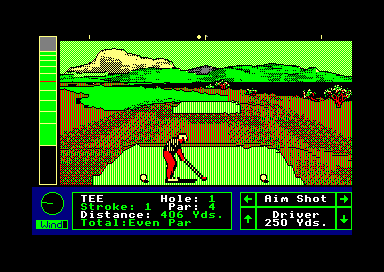 TEE Hole: 1
Stroke: 1 Par: 4
Distance: 406 Yds.
Total:Even Par
Wind
Aim Shot
Driver
250 Yds.